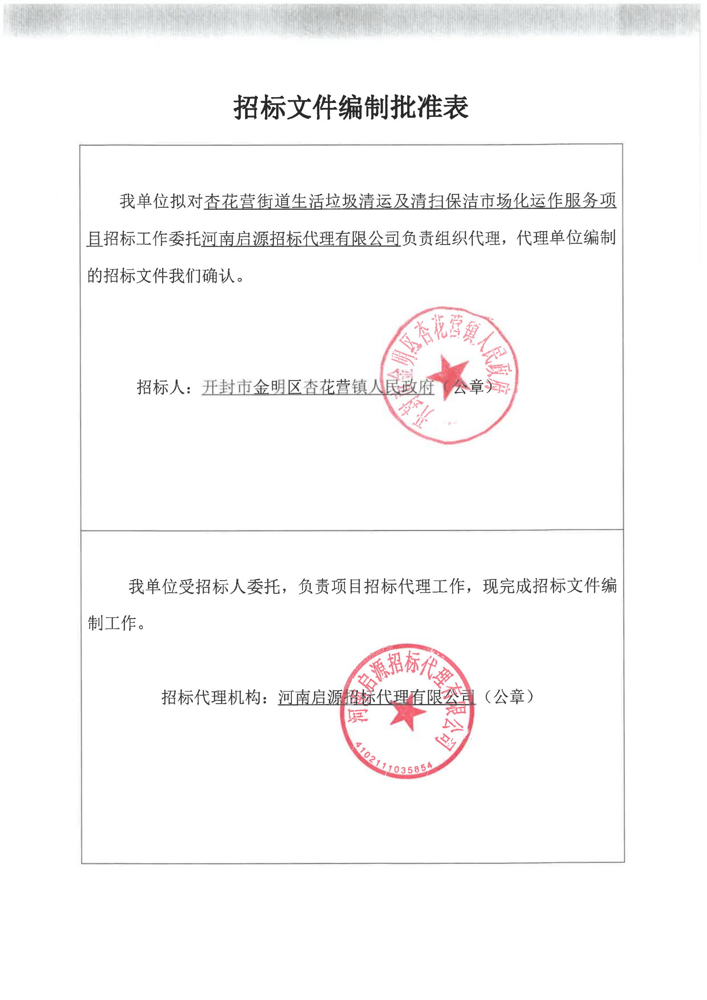 招标文件编制批准表
我单位拟对杏花营街道生活垃圾清运及清扫保洁市场化运作服务项
目招标工作委托河南启源招标代理有限公司负责组织代理，代理单位编制
的招标文件我们确认。
开封市金明区杏花营镇人民政府
招标人：开封市金明区杏花营镇人民政府（公章）
我单位受招标人委托，负责项目招标代理工作，现完成招标文件编
制工作。
河南启源招标代理有限公司
招标代理机构：河南启源招标代理有限公司（公章）
4102111035854